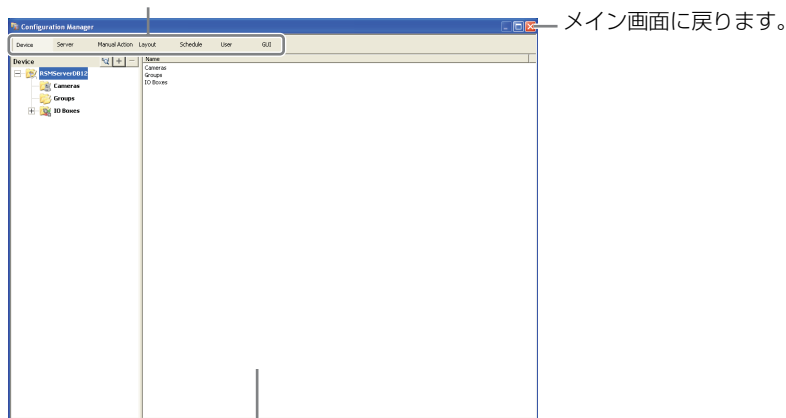 Configuration Manager
メイン画面に戻ります。
Device Server Manual Action Layout Schedule User GUI
Device
Name
RSMServerDB12
Cameras
Cameras
Groups
Groups
IO Boxes
IO Boxes